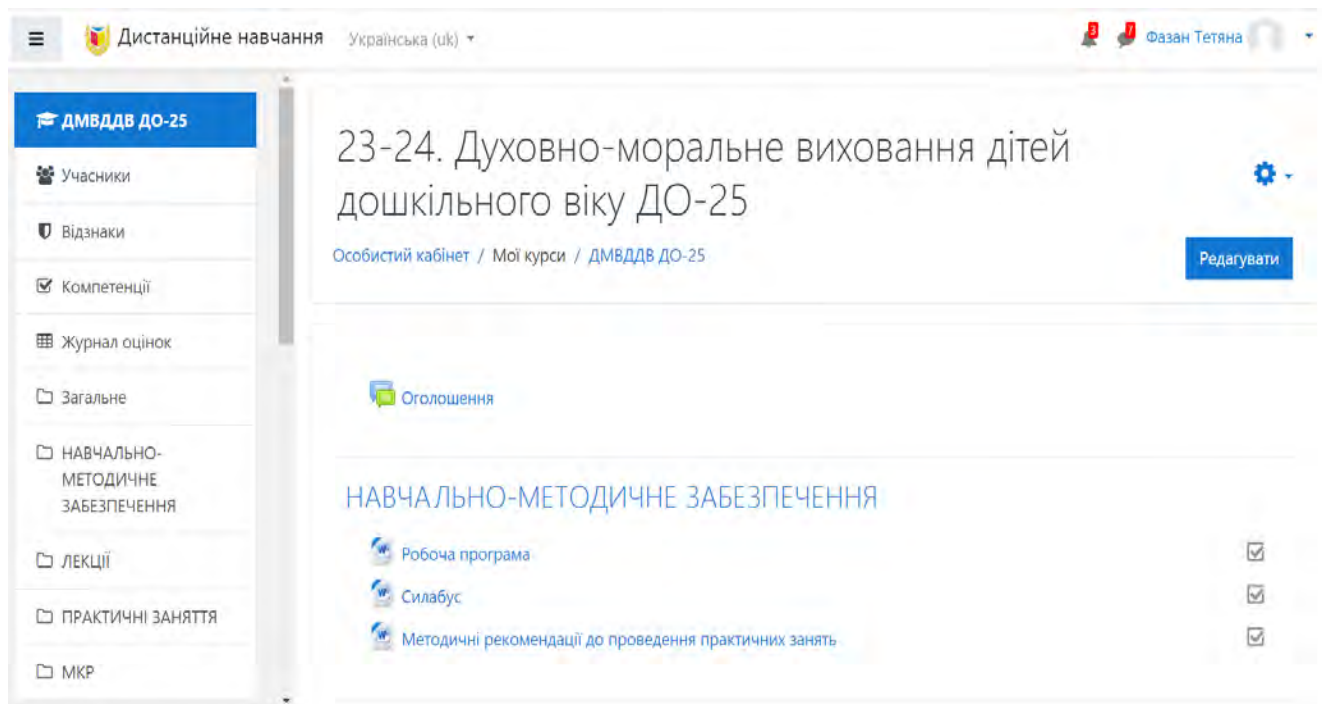 Дистанційне навчання Українська (uk) 3 7 Фазан Тетяна
ДМВДДВ ДО-25
Учасники
Відзнаки
Компетенції
Журнал оцінок
Загальне
НАВЧАЛЬНО-
МЕТОДИЧНЕ
ЗАБЕЗПЕЧЕННЯ
ЛЕКЦІЇ
ПРАКТИЧНІ ЗАНЯТТЯ
МКР
23-24. Духовно-моральне виховання дітей
дошкільного віку ДО-25
Особистий кабінет / Мої курси / ДМВДДВ ДО-25
Редагувати
Оголошення
НАВЧАЛЬНО-МЕТОДИЧНЕ ЗАБЕЗПЕЧЕННЯ
Робоча програма
Силабус
Методичні рекомендації до проведення практичних занять